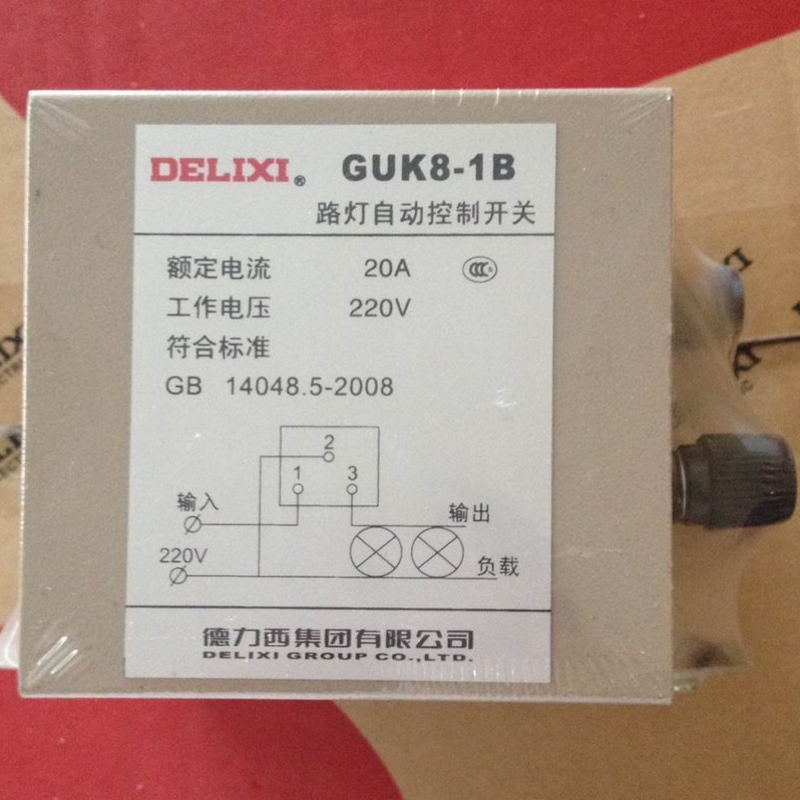 DELIXI® GUK8-1B
路灯自动控制开关
额定电流 20A CCC
工作电压 220V
符合标准
GB 14048.5-2008
2
1 3
输入
输出
220V
负载
德力西集团有限公司
DELIXI GROUP CO.,LTD.